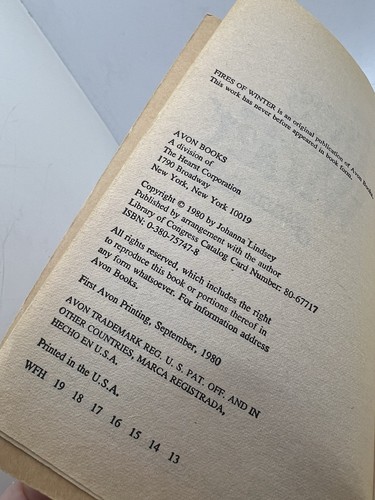 FIRES OF WINTER is an original publication of Avon Books.
This work has never before appeared in book form.
AVON BOOKS
A division of
The Hearst Corporation
1790 Broadway
New York, New York 10019
Copyright © 1980 by Johanna Lindsey
Published by arrangement with the author
Library of Congress Catalog Card Number: 80-67717
ISBN: 0-380-75747-8
All rights reserved, which includes the right
to reproduce this book or portions thereof in
any form whatsoever. For information address
Avon Books.
First Avon Printing, September, 1980
AVON TRADEMARK REG. U. S. PAT. OFF. AND IN
OTHER COUNTRIES, MARCA REGISTRADA,
HECHO EN U.S.A.
Printed in the U.S.A.
WFH 19 18 17 16 15 14 13